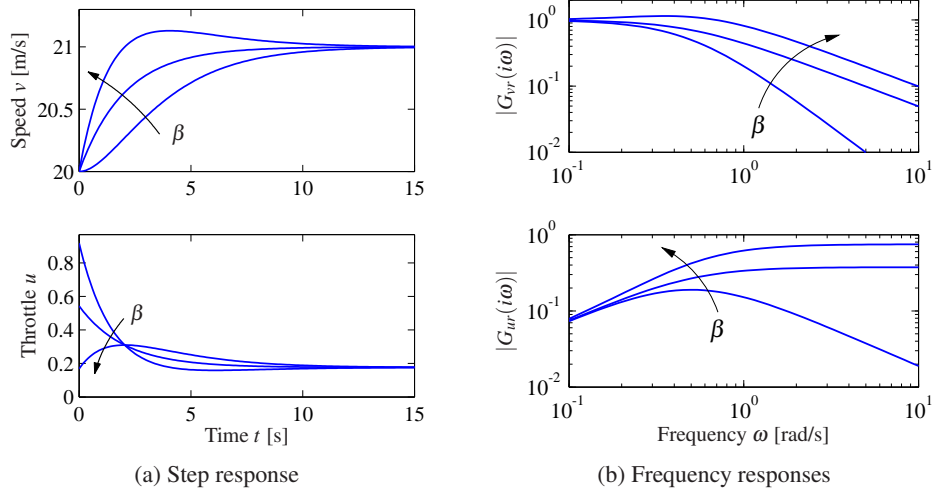 21
20.5
20
Speed v [m/s]
β
0 5 10 15
0.8
0.6
0.4
0.2
0
Throttle u
β
0 5 10 15
Time t [s]
(a) Step response
10^0
10^-1
10^-2
|G_vr(iω)|
β
10^-1 10^0 10^1
10^0
10^-1
10^-2
|G_ur(iω)|
β
10^-1 10^0 10^1
Frequency ω [rad/s]
(b) Frequency responses